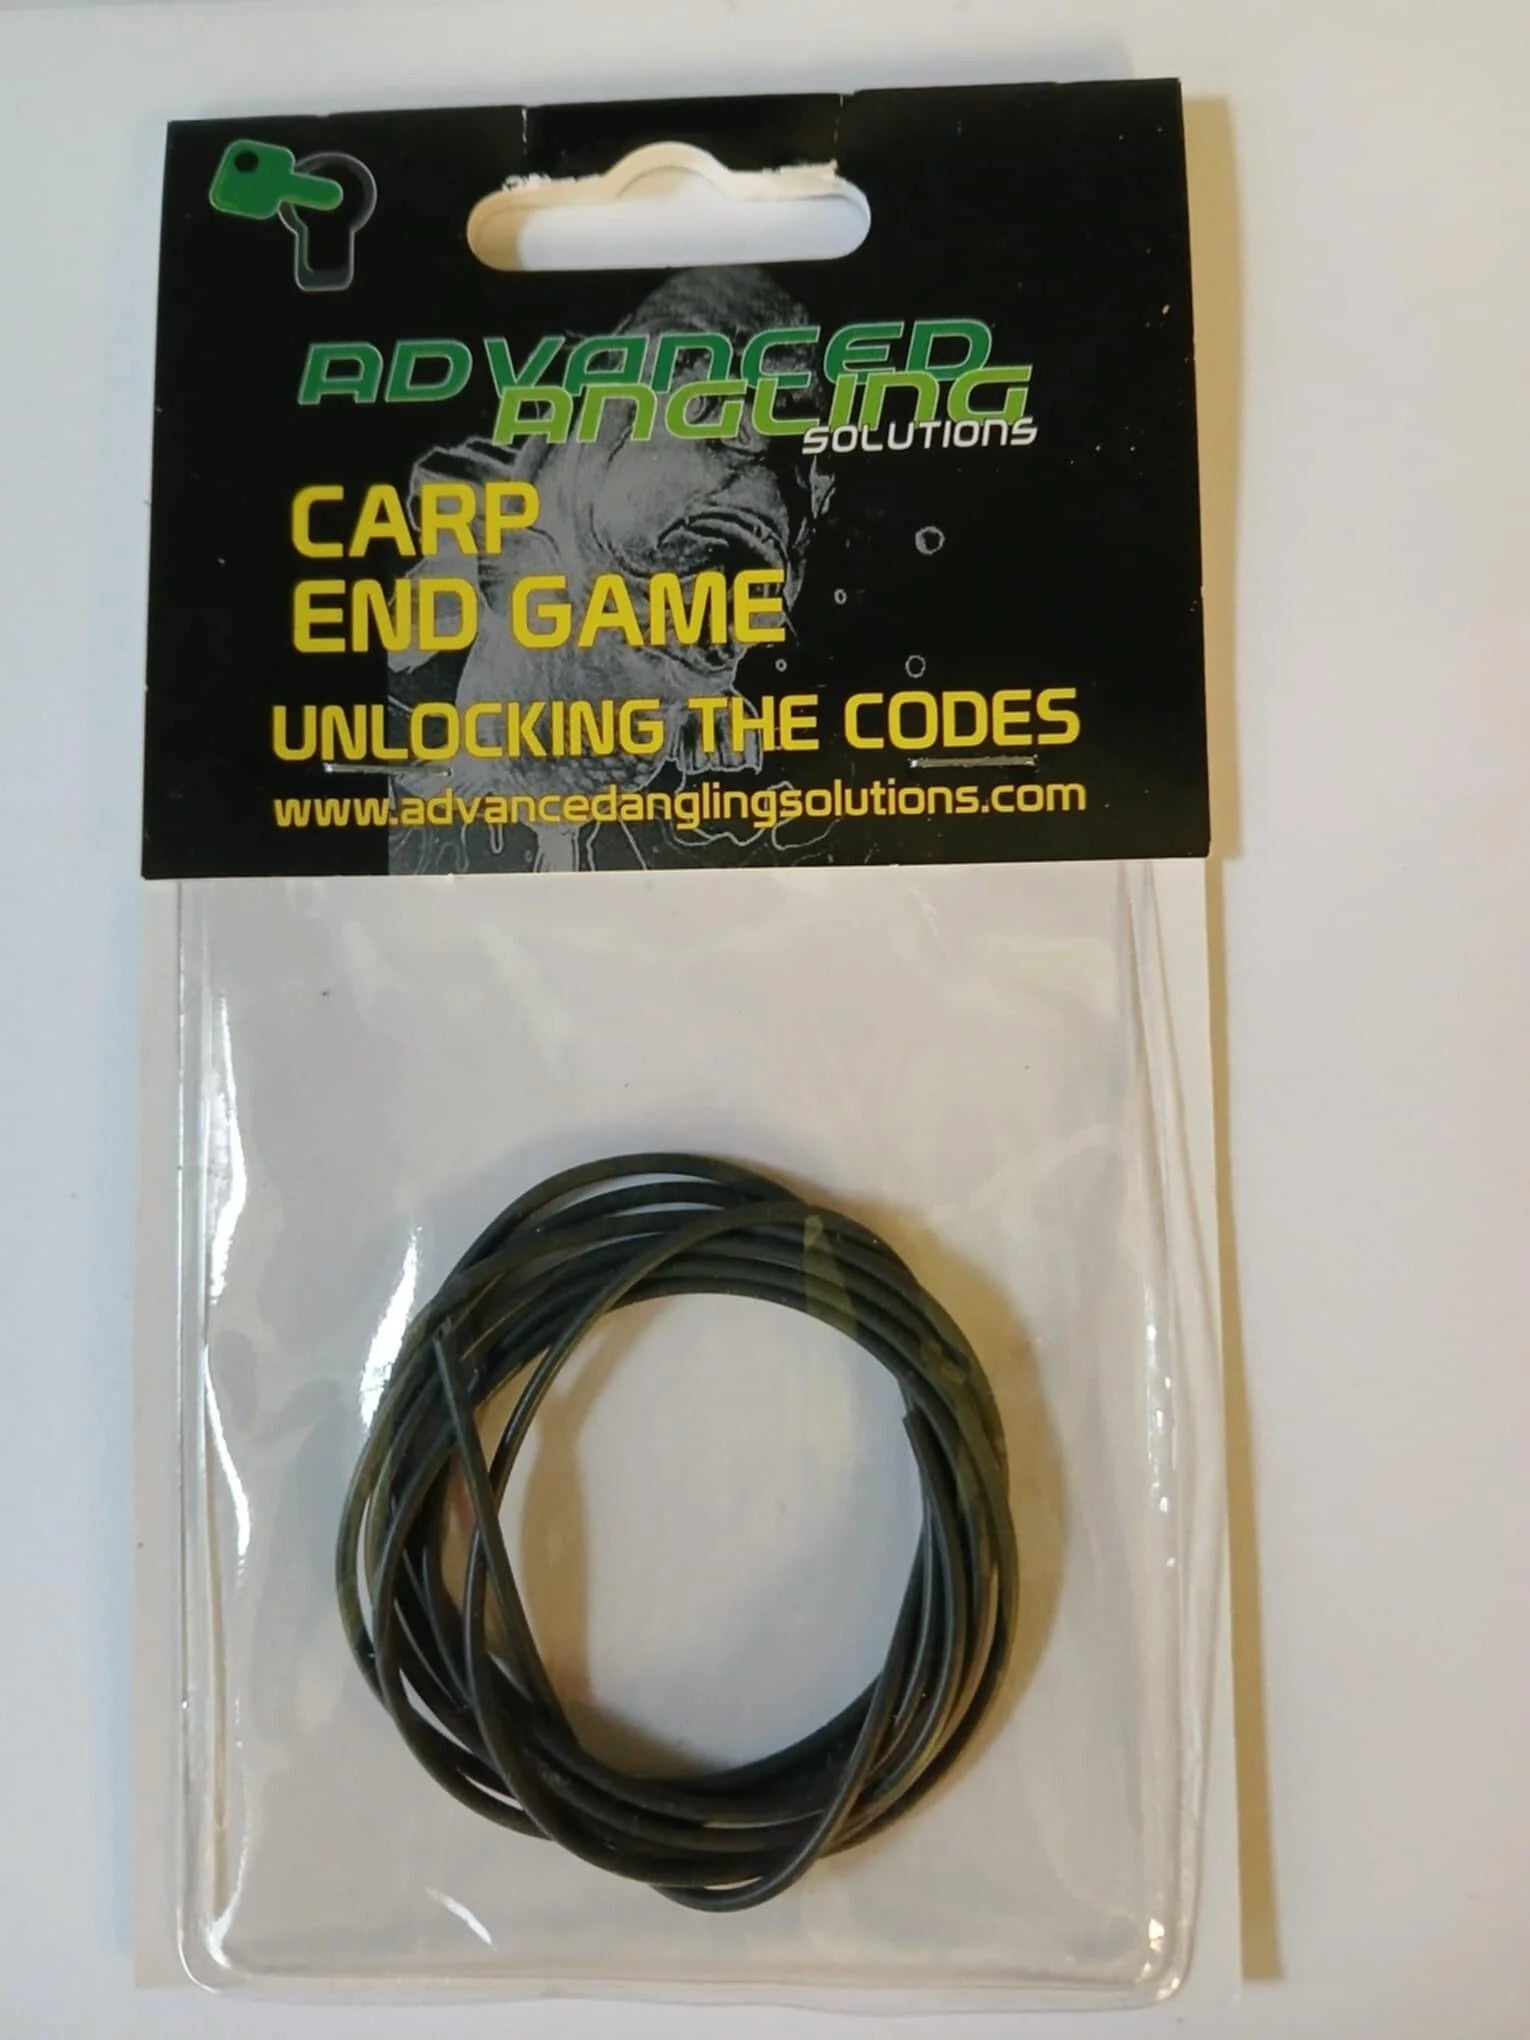 ADVANCED
ANGLING
SOLUTIONS
CARP
END GAME
UNLOCKING THE CODES
www.advancedanglingsolutions.com